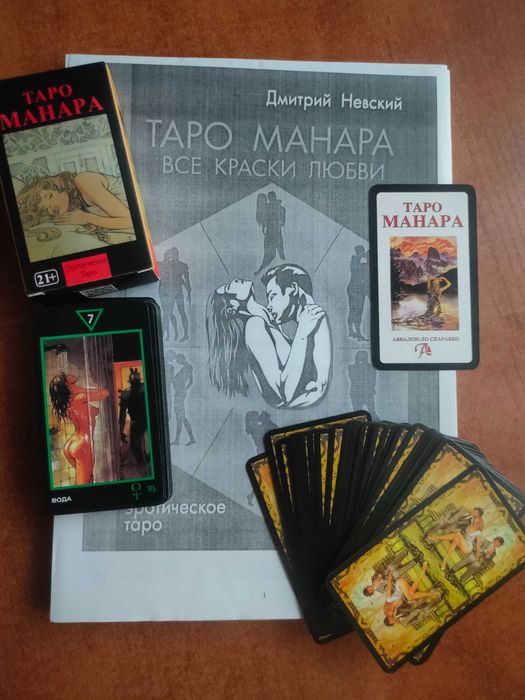 Дмитрий Невский
ТАРО МАНАРА
ВСЕ КРАСКИ ЛЮБВИ
эротическое
таро
1
ТАРО
МАНАРА
21+
Эротическое
Таро
ТАРО
МАНАРА
АВВАЛОН-ЛО СКАРАБЕО
7
ВОДА